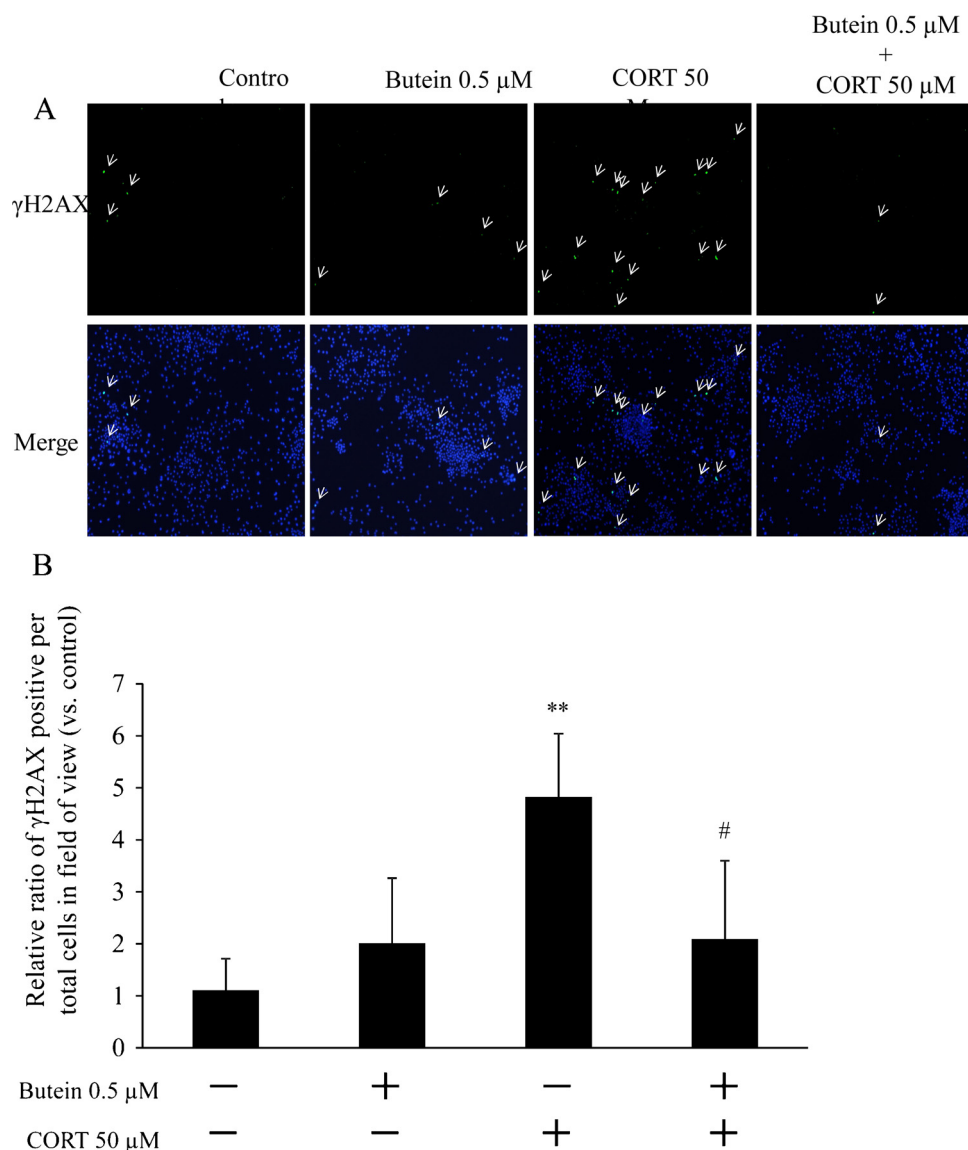 Butein 0.5 µM
+
CORT 50 µM
Contro
Butein 0.5 µM
CORT 50
A
γH2AX
Merge
B
Relative ratio of γH2AX positive per
total cells in field of view (vs. control)
7
6
5
4
3
2
1
0
**
#
Butein 0.5 µM − + − +
CORT 50 µM − − + +